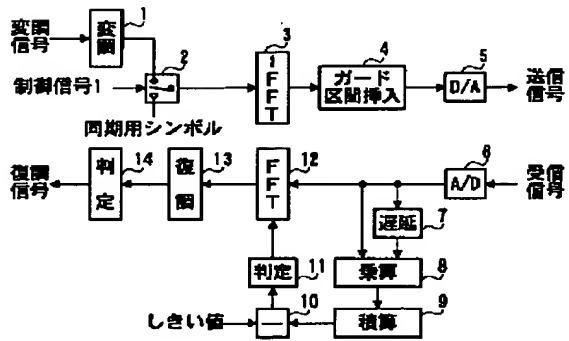 変調
信号
1
変調
2
制御信号1
同期用シンボル
3
iFFT
4
ガード
区間挿入
5
D/A
送信
信号
復調
信号
14
判定
13
復調
12
FFT
6
A/D
受信
信号
7
遅延
8
乗算
9
積算
10
しきい値
11
判定